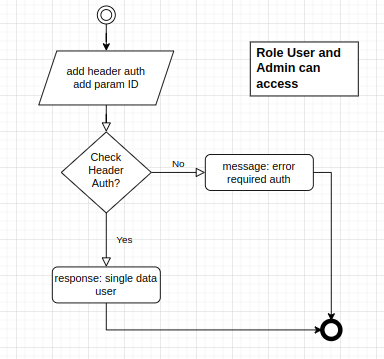 add header auth
add param ID
Role User and
Admin can
access
Check
Header
Auth?
No
message: error
required auth
Yes
response: single data
user